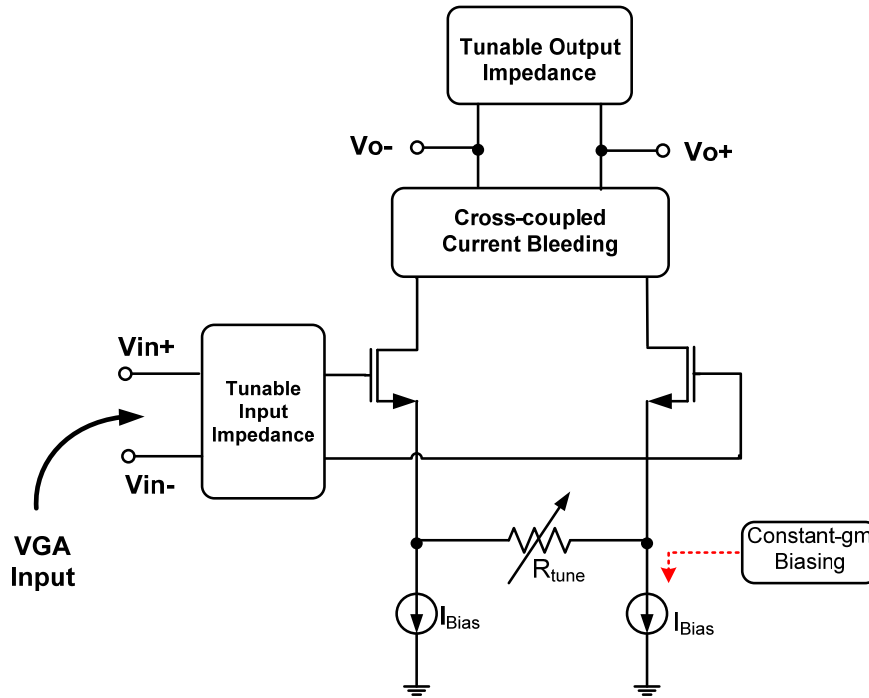 Tunable Output
Impedance
Vo-
Vo+
Cross-coupled
Current Bleeding
Vin+
Tunable
Input
Impedance
Vin-
VGA
Input
Rtune
Constant-gm
Biasing
IBias
IBias